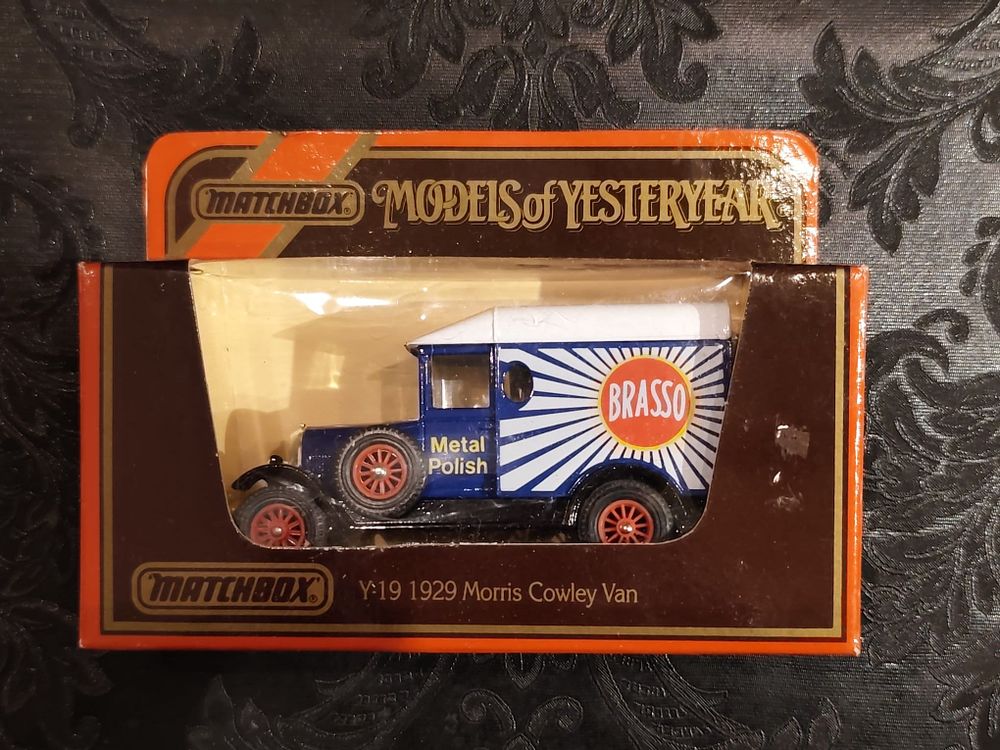 MATCHBOX®
MODELS of YESTERYEAR
BRASSO
Metal
Polish
MATCHBOX®
Y-19 1929 Morris Cowley Van